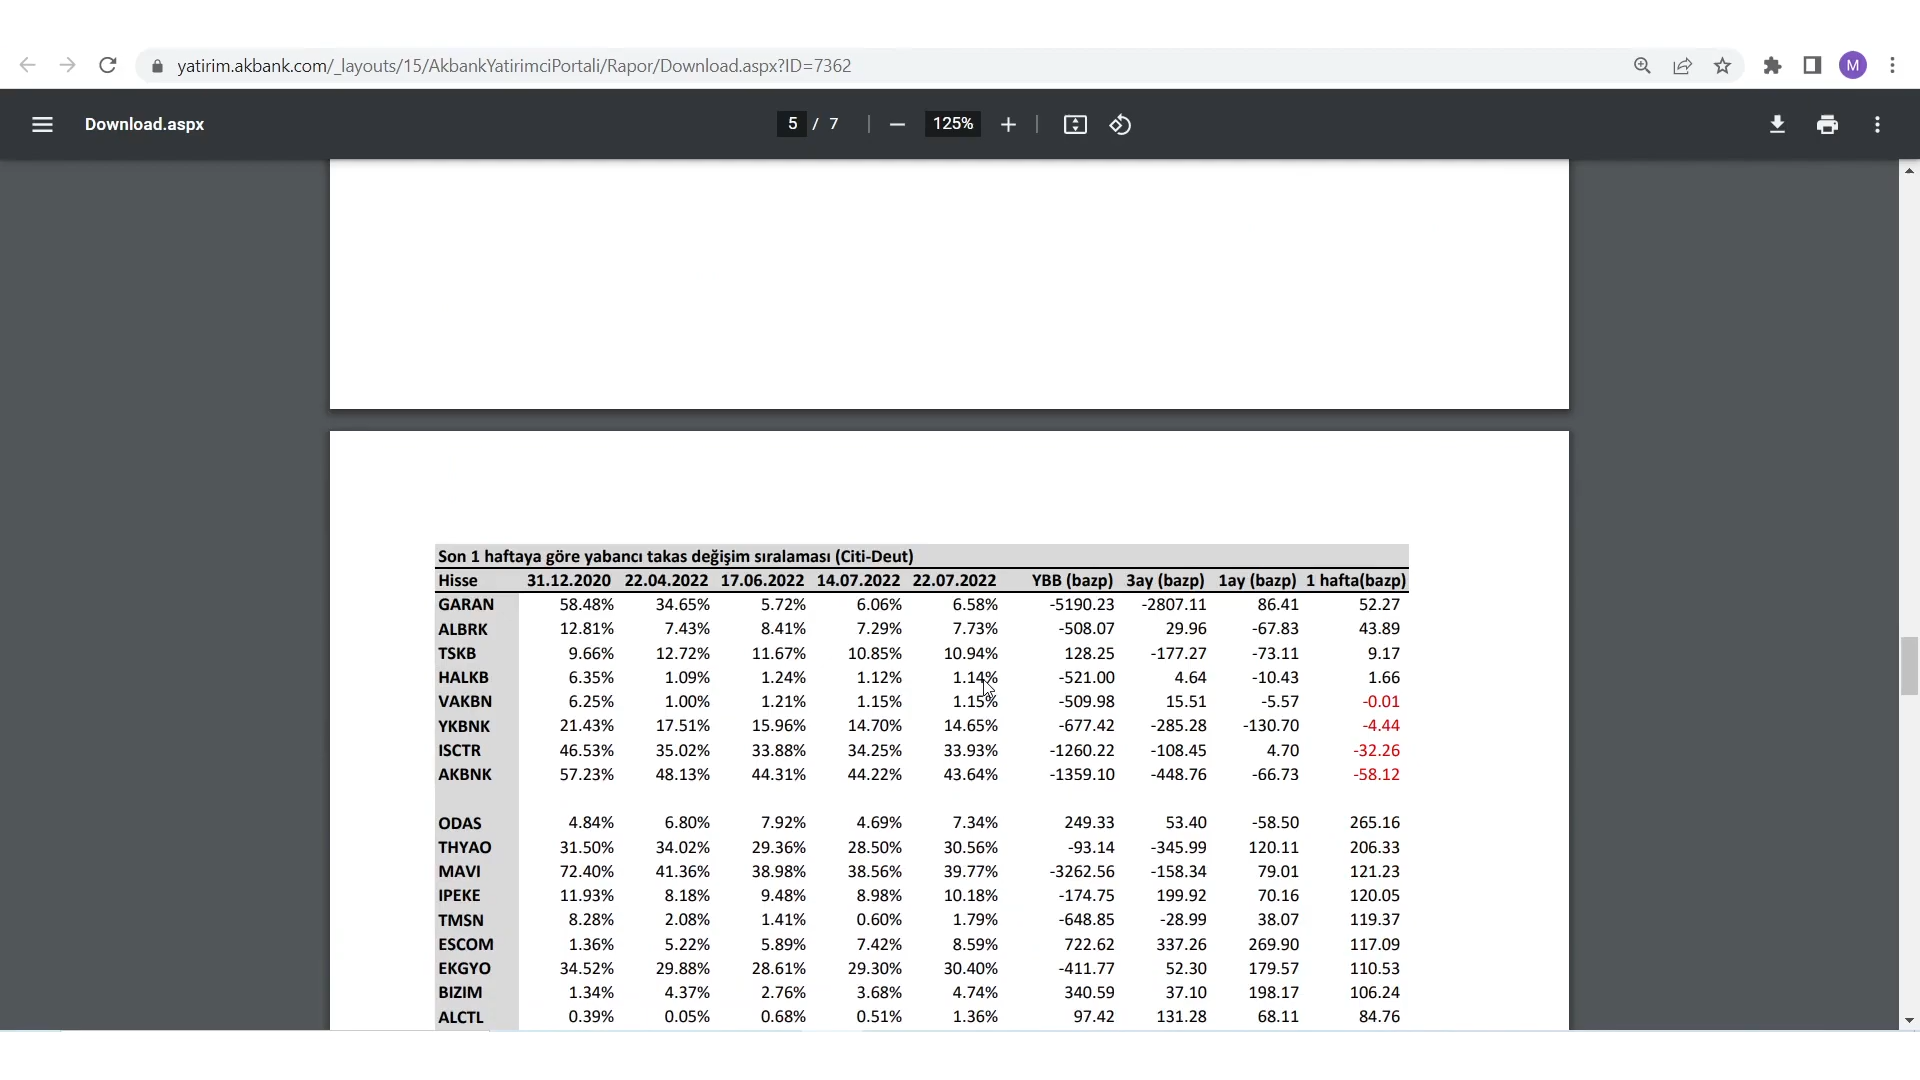 yatirim.akbank.com/_layouts/15/AkbankYatirimciPortali/Rapor/Download.aspx?ID=7362
M
Download.aspx
5 / 7
125%
Son 1 haftaya göre yabancı takas değişim sıralaması (Citi-Deut)
Hisse 31.12.2020 22.04.2022 17.06.2022 14.07.2022 22.07.2022 YBB (bazp) 3ay (bazp) 1ay (bazp) 1 hafta(bazp)
GARAN 58.48% 34.65% 5.72% 6.06% 6.58% -5190.23 -2807.11 86.41 52.27
ALBRK 12.81% 7.43% 8.41% 7.29% 7.73% -508.07 29.96 -67.83 43.89
TSKB 9.66% 12.72% 11.67% 10.85% 10.94% 128.25 -177.27 -73.11 9.17
HALKB 6.35% 1.09% 1.24% 1.12% 1.14% -521.00 4.64 -10.43 1.66
VAKBN 6.25% 1.00% 1.21% 1.15% 1.15% -509.98 15.51 -5.57 -0.01
YKBNK 21.43% 17.51% 15.96% 14.70% 14.65% -677.42 -285.28 -130.70 -4.44
ISCTR 46.53% 35.02% 33.88% 34.25% 33.93% -1260.22 -108.45 4.70 -32.26
AKBNK 57.23% 48.13% 44.31% 44.22% 43.64% -1359.10 -448.76 -66.73 -58.12
ODAS 4.84% 6.80% 7.92% 4.69% 7.34% 249.33 53.40 -58.50 265.16
THYAO 31.50% 34.02% 29.36% 28.50% 30.56% -93.14 -345.99 120.11 206.33
MAVI 72.40% 41.36% 38.98% 38.56% 39.77% -3262.56 -158.34 79.01 121.23
IPEKE 11.93% 8.18% 9.48% 8.98% 10.18% -174.75 199.92 70.16 120.05
TMSN 8.28% 2.08% 1.41% 0.60% 1.79% -648.85 -28.99 38.07 119.37
ESCOM 1.36% 5.22% 5.89% 7.42% 8.59% 722.62 337.26 269.90 117.09
EKGYO 34.52% 29.88% 28.61% 29.30% 30.40% -411.77 52.30 179.57 110.53
BIZIM 1.34% 4.37% 2.76% 3.68% 4.74% 340.59 37.10 198.17 106.24
ALCTL 0.39% 0.05% 0.68% 0.51% 1.36% 97.42 131.28 68.11 84.76